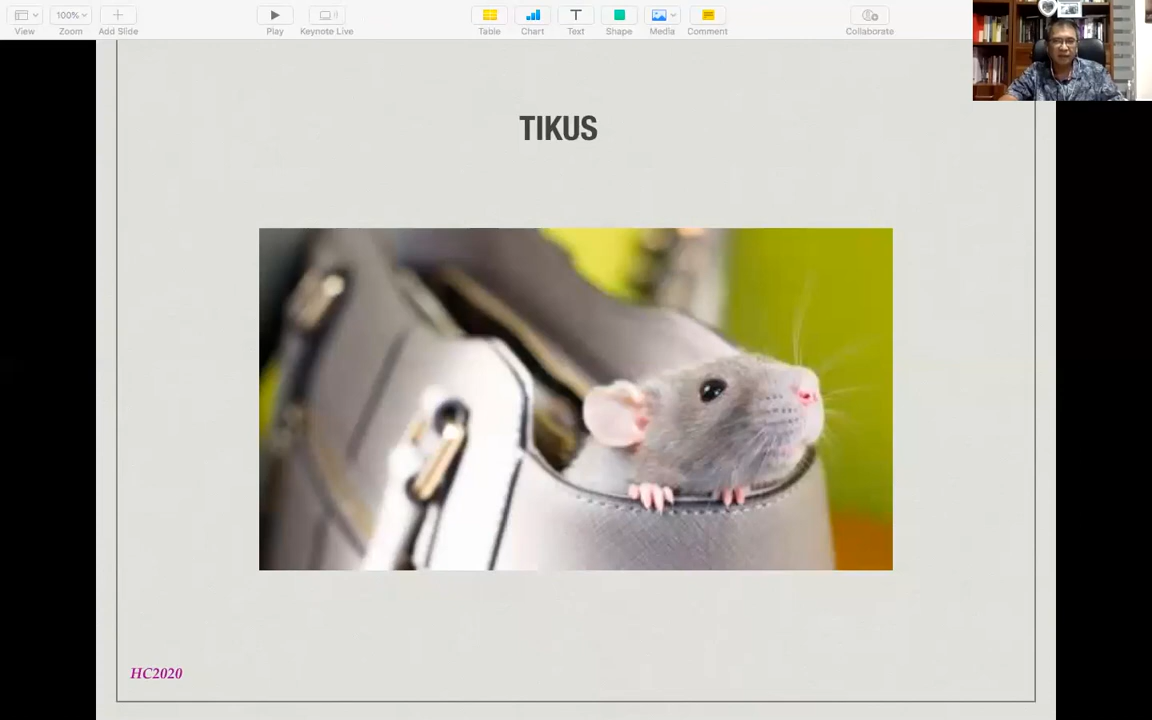 View
100%
Zoom
Add Slide
Play
Keynote Live
Table
Chart
Text
Shape
Media
Comment
Collaborate
TIKUS
HC2020